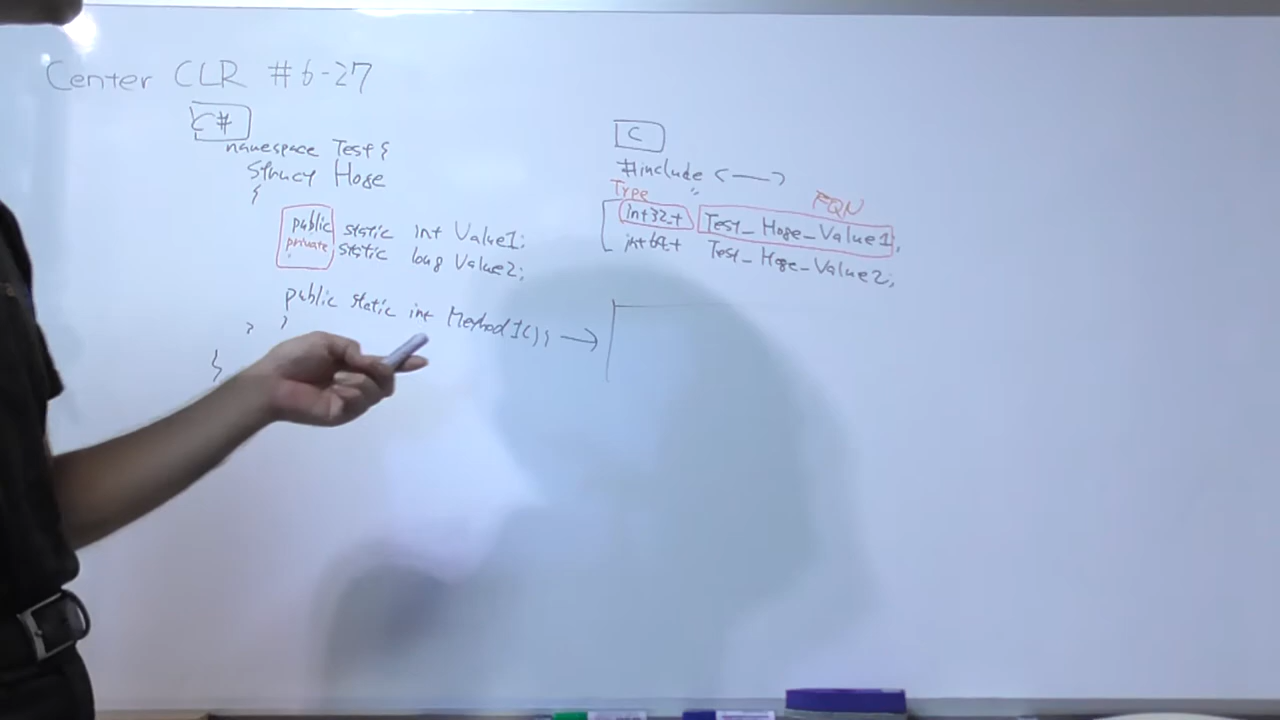 Center CLR #6-27
C#
namespace Test {
struct Hoge
{
public static int Value1;
private static long Value2;
public static int Method1();
}
}
C
#include < >
Type
FQN
int32_t Test_Hoge_Value1;
int64_t Test_Hoge_Value2;